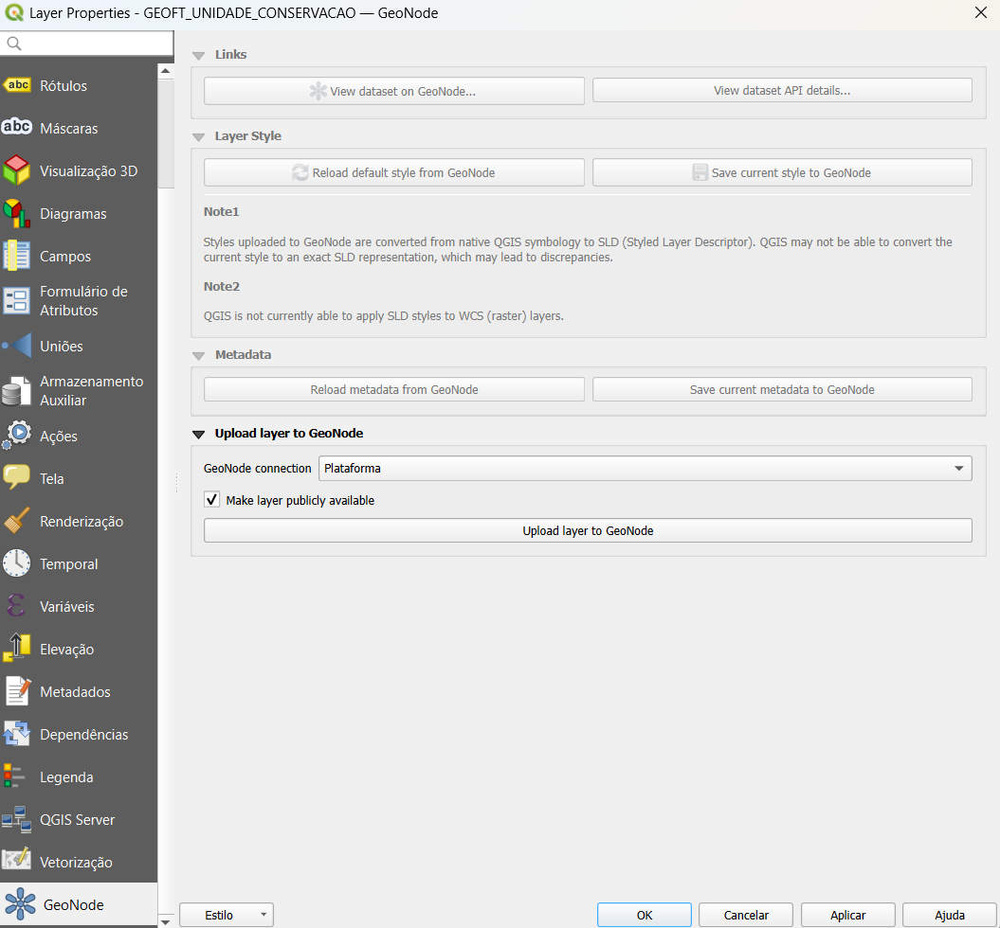 Layer Properties - GEOFT_UNIDADE_CONSERVACAO — GeoNode
abc Rótulos
abc Máscaras
Visualização 3D
Diagramas
Campos
Formulário de
Atributos
Uniões
Armazenamento
Auxiliar
Ações
Tela
Renderização
Temporal
ε Variáveis
Elevação
Metadados
Dependências
Legenda
QGIS Server
Vetorização
GeoNode
Links
View dataset on GeoNode...
View dataset API details...
Layer Style
Reload default style from GeoNode
Save current style to GeoNode
Note1
Styles uploaded to GeoNode are converted from native QGIS symbology to SLD (Styled Layer Descriptor). QGIS may not be able to convert the
current style to an exact SLD representation, which may lead to discrepancies.
Note2
QGIS is not currently able to apply SLD styles to WCS (raster) layers.
Metadata
Reload metadata from GeoNode
Save current metadata to GeoNode
Upload layer to GeoNode
GeoNode connection Plataforma
Make layer publicly available
Upload layer to GeoNode
Estilo
OK
Cancelar
Aplicar
Ajuda